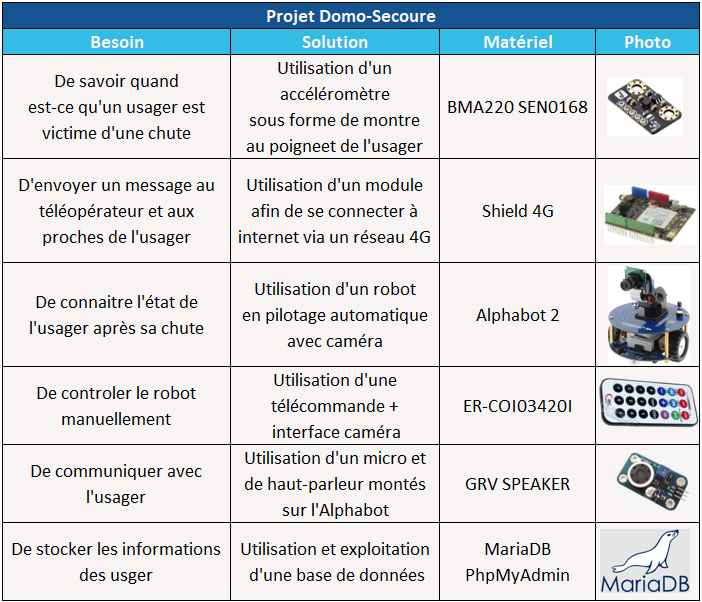 Projet Domo-Secoure
Besoin
Solution
Matériel
Photo
De savoir quand
est-ce qu'un usager est
victime d'une chute
Utilisation d'un
accéléromètre
sous forme de montre
au poigneet de l'usager
BMA220 SEN0168
D'envoyer un message au
téléopérateur et aux
proches de l'usager
Utilisation d'un module
afin de se connecter à
internet via un réseau 4G
Shield 4G
De connaitre l'état de
l'usager après sa chute
Utilisation d'un robot
en pilotage automatique
avec caméra
Alphabot 2
De controler le robot
manuellement
Utilisation d'une
télécommande +
interface caméra
ER-COI03420I
De communiquer avec
l'usager
Utilisation d'un micro et
de haut-parleur montés
sur l'Alphabot
GRV SPEAKER
De stocker les informations
des usger
Utilisation et exploitation
d'une base de données
MariaDB
PhpMyAdmin
MariaDB